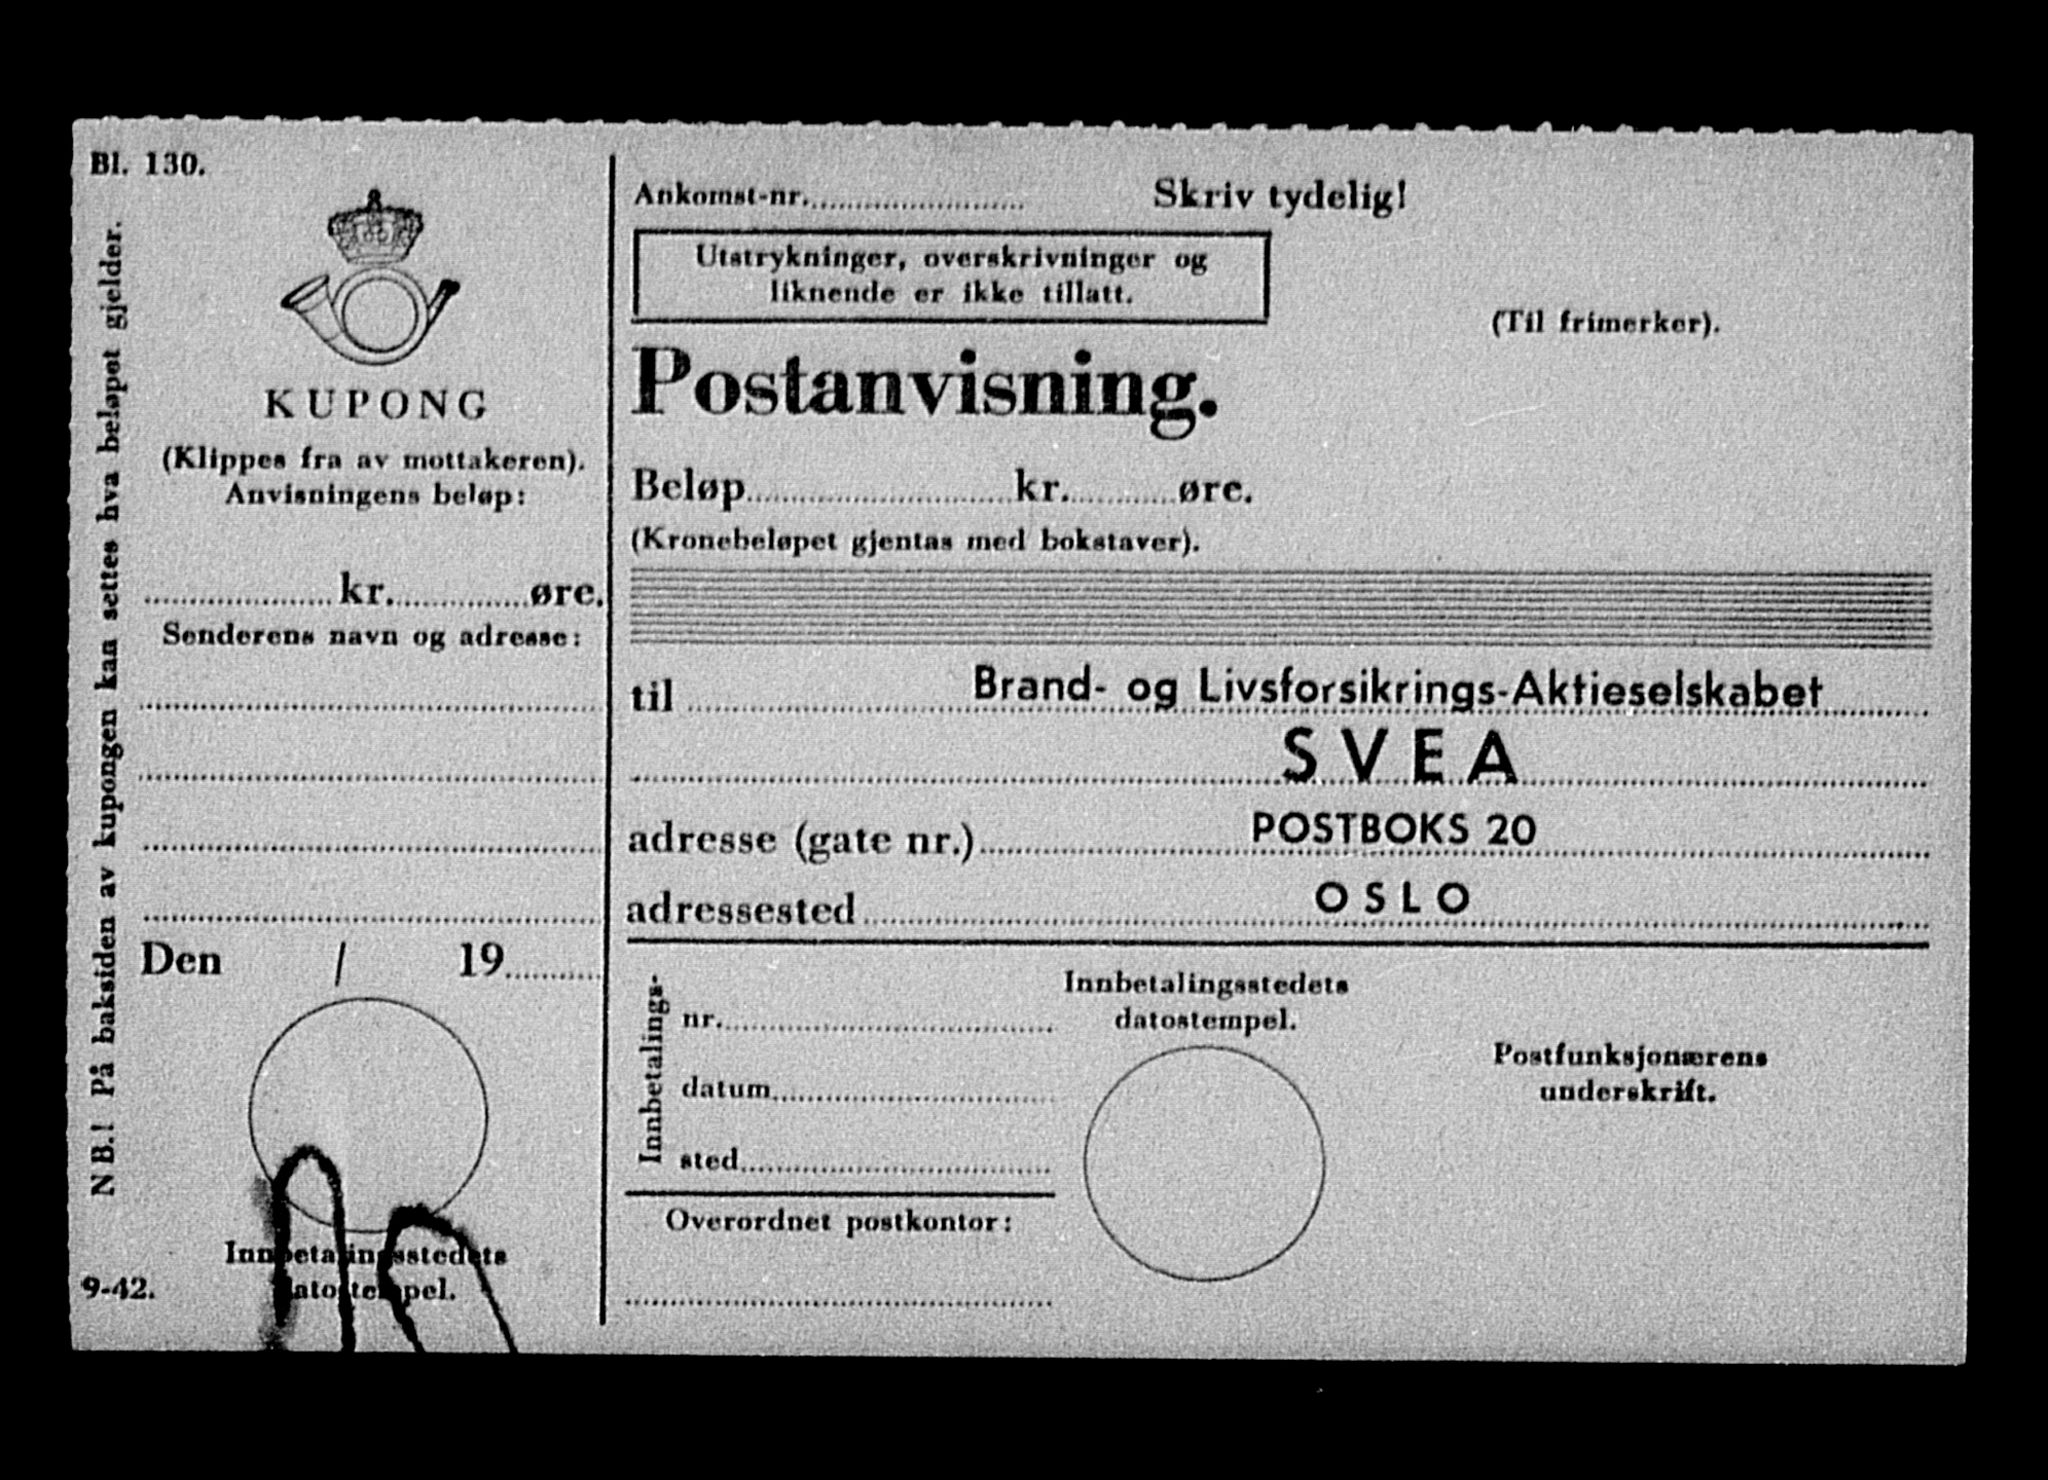 Bl. 130.
NB.! På baksiden av kupongen kan settes hva beløpet gjelder.
KUPONG
(Klippes fra av mottakeren).
Anvisningens beløp:
kr. øre.
Senderens navn og adresse:
Den / 19
Innbetalingsstedets
datostempel.
9-42.
Ankomst-nr. Skriv tydelig!
Utstrykninger, overskrivninger og
liknende er ikke tillatt.
(Til frimerker).
Postanvisning.
Beløp kr. øre.
(Kronebeløpet gjentas med bokstaver).
til Brand- og Livsforsikrings-Aktieselskabet
SVEA
adresse (gate nr.) POSTBOKS 20
adressested OSLO
Innbetalings-
nr.
datum
sted
Overordnet postkontor:
Innbetalingsstedets
datostempel.
Postfunksjonærens
underskrift.